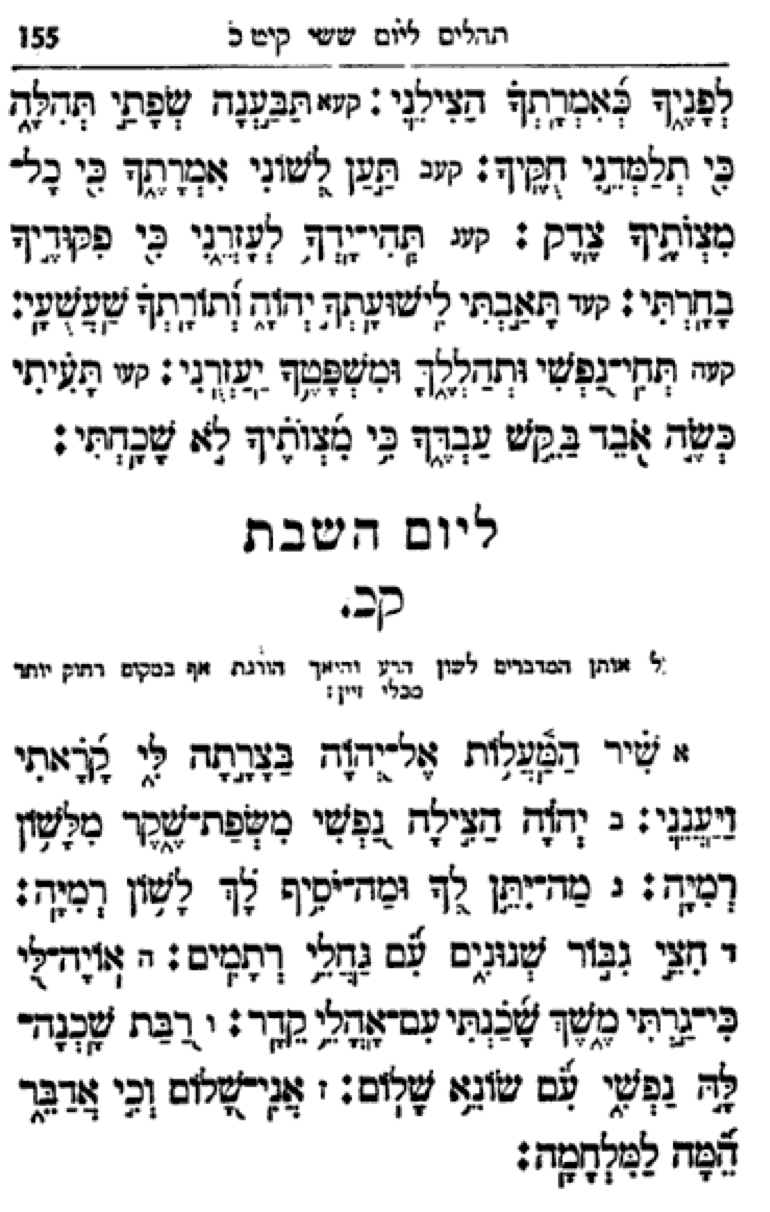 155 תהלים ליום ששי קיט כ
לְפָנֶיךָ כְּאִמְרָתְךָ הַצִּילֵנִי: קעא תַּבַּעְנָה שְׂפָתַי תְּהִלָּה
כִּי תְלַמְּדֵנִי חֻקֶּיךָ: קעב תַּעַן לְשׁוֹנִי אִמְרָתֶךָ כִּי כָל־
מִצְוֹתֶיךָ צֶּדֶק: קעג תְּהִי־יָדְךָ לְעָזְרֵנִי כִּי פִקּוּדֶיךָ
בָחָרְתִּי: קעד תָּאַבְתִּי לִישׁוּעָתְךָ יְהוָה וְתוֹרָתְךָ שַׁעֲשֻׁעָי:
קעה תְּחִי־נַפְשִׁי וּתְהַלְלֶךָּ וּמִשְׁפָּטֶךָ יַעְזְרֻנִי: קעו תָּעִיתִי
כְּשֶׂה אֹבֵד בַּקֵּשׁ עַבְדֶּךָ כִּי מִצְוֹתֶיךָ לֹא שָׁכָחְתִּי:
ליום השבת
קכ.
ל אותן המדברים לשון הרע והיאך הורגת אף במקום רחוק יותר
מכלי זיין:
א שִׁיר הַמַּעֲלוֹת אֶל־יְהוָה בַּצָּרָתָה לִּי קָרָאתִי
וַיַּעֲנֵנִי: ב יְהוָה הַצִּילָה נַפְשִׁי מִשְּׂפַת־שֶׁקֶר מִלָּשׁוֹן
רְמִיָּה: ג מַה־יִּתֵּן לְךָ וּמַה־יֹּסִיף לָךְ לָשׁוֹן רְמִיָּה:
ד חִצֵּי גִבּוֹר שְׁנוּנִים עִם גַּחֲלֵי רְתָמִים: ה אוֹיָה־לִּי
כִּי־גַרְתִּי מֶשֶׁךְ שָׁכַנְתִּי עִם־אָהֳלֵי קֵדָר: ו רַבַּת שָׁכְנָה־
לָּהּ נַפְשִׁי עִם שׂוֹנֵא שָׁלוֹם: ז אֲנִי־שָׁלוֹם וְכִי אֲדַבֵּר
הֵמָּה לַמִּלְחָמָה: